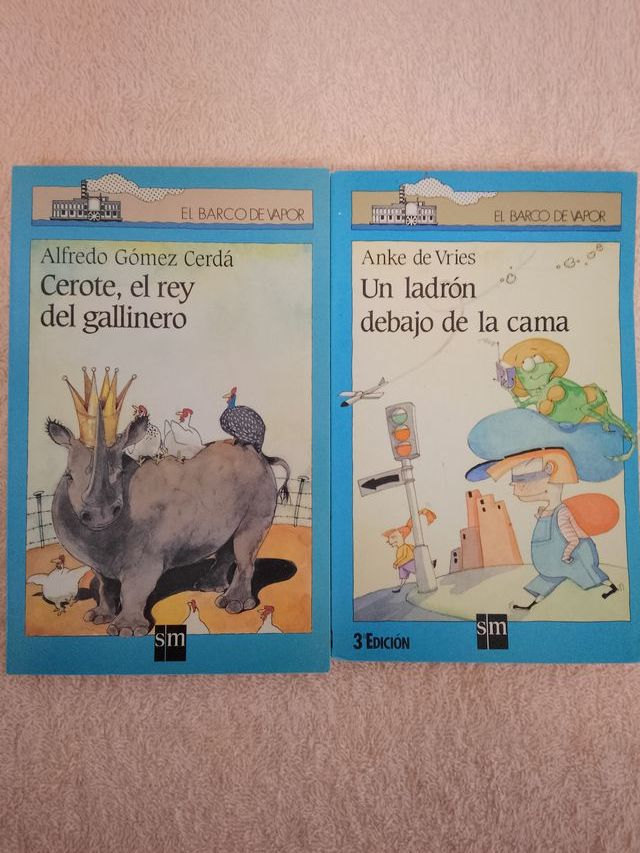 EL BARCO DE VAPOR
Alfredo Gómez Cerdá
Cerote, el rey
del gallinero
sm
EL BARCO DE VAPOR
Anke de Vries
Un ladrón
debajo de la cama
3ª EDICIÓN
sm